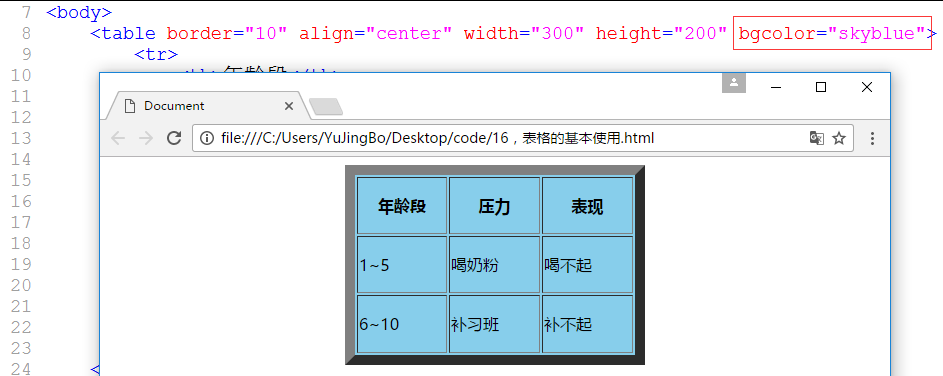 7 <body>
8 <table border="10" align="center" width="300" height="200" bgcolor="skyblue">
9 <tr>
10
11
12
13
14
15
16
17
18
19
20
21
22
23
24 <
Document
file:///C:/Users/YuJingBo/Desktop/code/16，表格的基本使用.html
年龄段 压力 表现
1~5 喝奶粉 喝不起
6~10 补习班 补不起